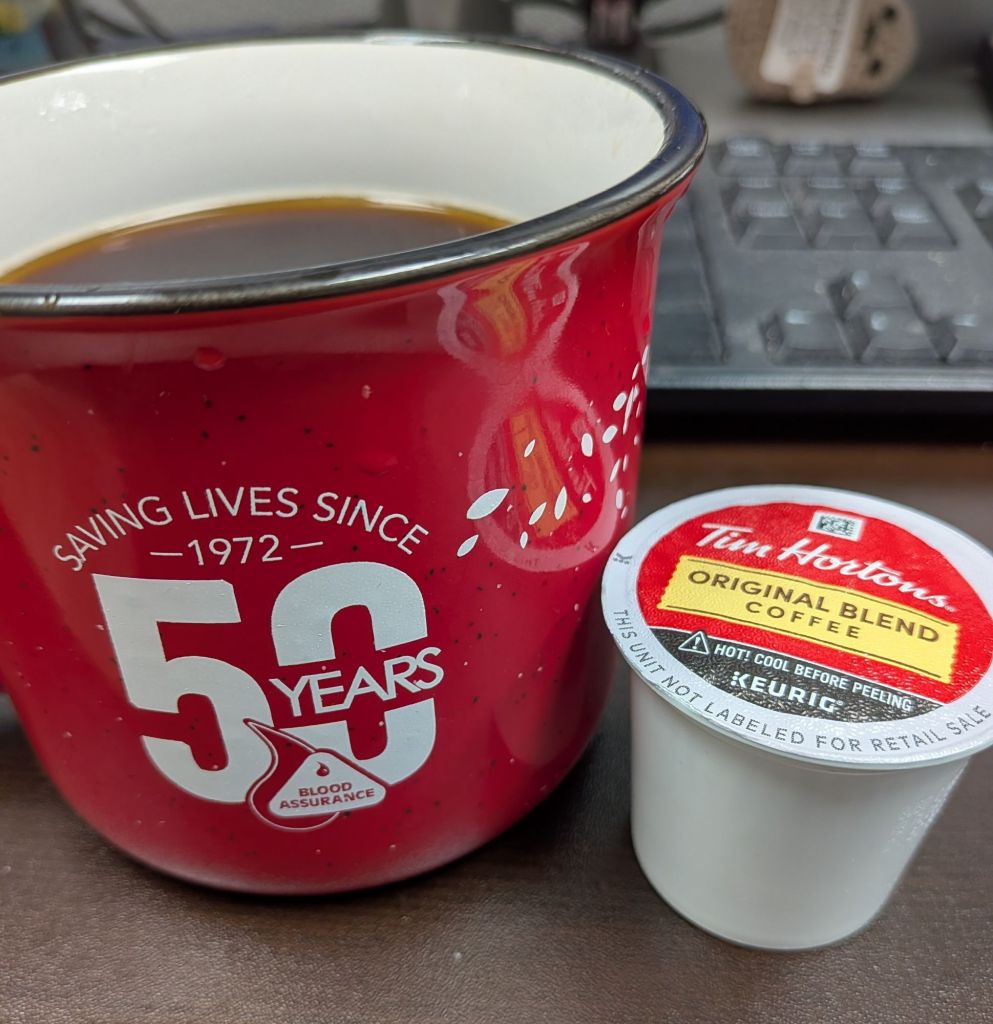 SAVING LIVES SINCE
1972
50
YEARS
BLOOD
ASSURANCE
Tim Hortons
ORIGINAL BLEND
COFFEE
HOT! COOL BEFORE PEELING
KEURIG
THIS UNIT NOT LABELED FOR RETAIL SALE